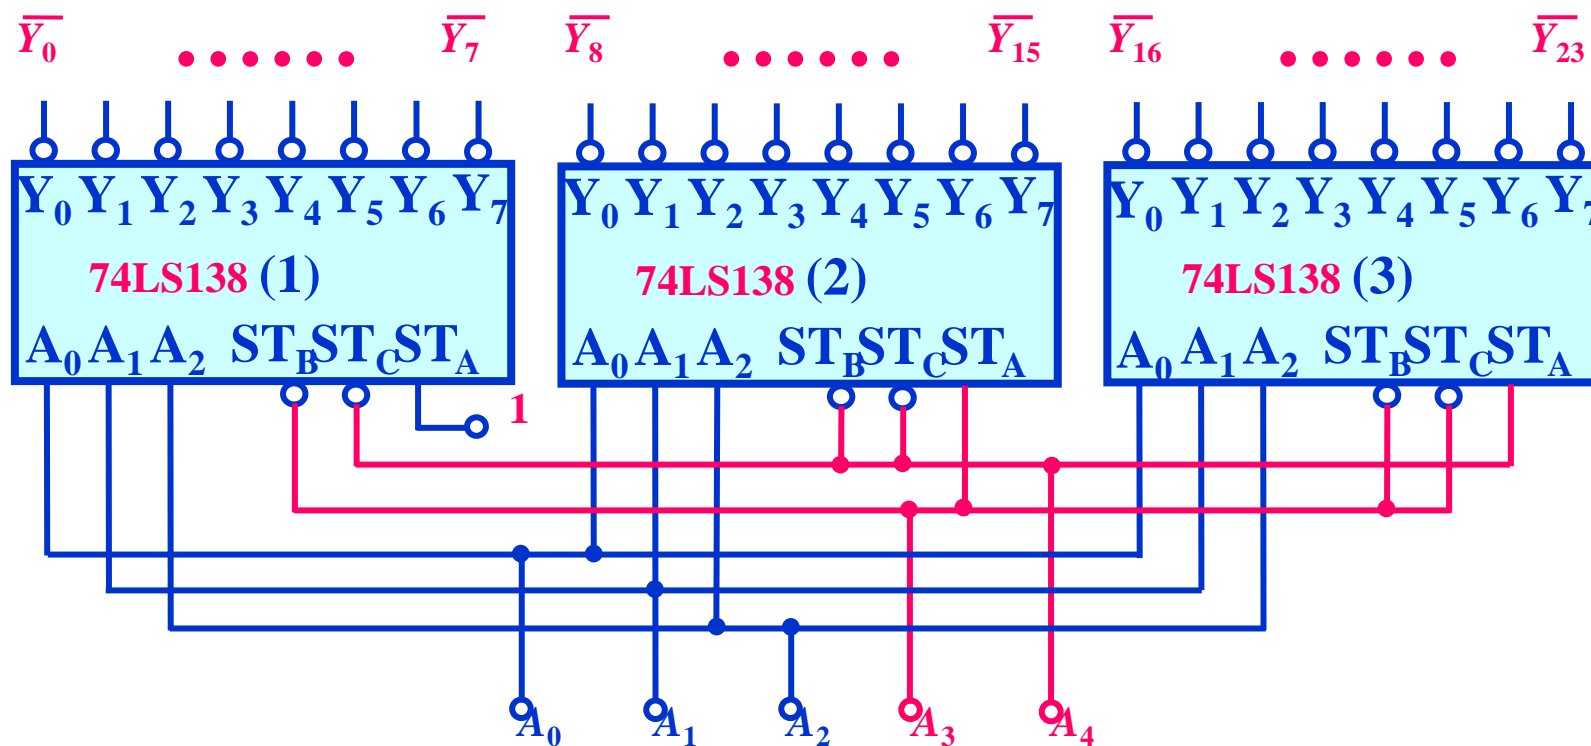 Y0 ...... Y7 Y8 ...... Y15 Y16 ...... Y23
Y0 Y1 Y2 Y3 Y4 Y5 Y6 Y7 Y0 Y1 Y2 Y3 Y4 Y5 Y6 Y7 Y0 Y1 Y2 Y3 Y4 Y5 Y6 Y7
74LS138 (1) 74LS138 (2) 74LS138 (3)
A0 A1 A2 STB STC STA A0 A1 A2 STB STC STA A0 A1 A2 STB STC STA
1
A0 A1 A2 A3 A4